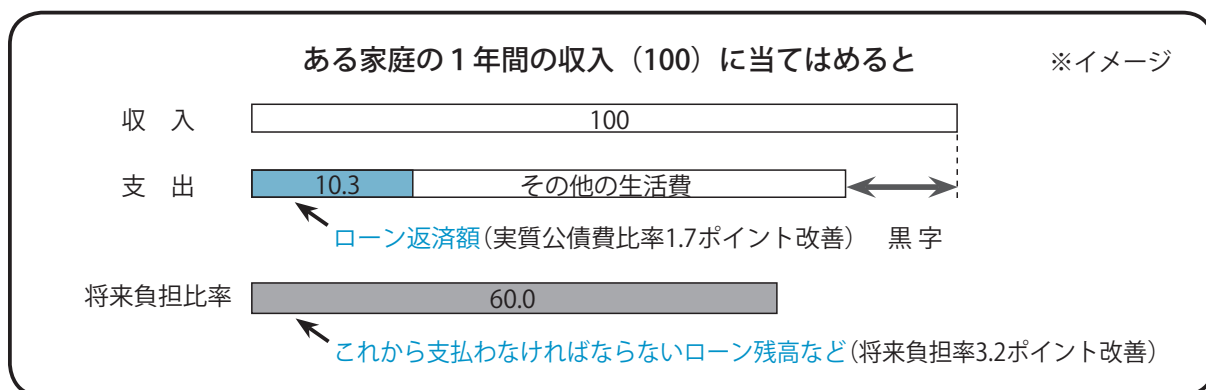 ある家庭の1年間の収入（100）に当てはめると ※イメージ
収　入 100
支　出 10.3 その他の生活費
ローン返済額（実質公債費比率1.7ポイント改善） 黒 字
将来負担比率 60.0
これから支払わなければならないローン残高など（将来負担率3.2ポイント改善）